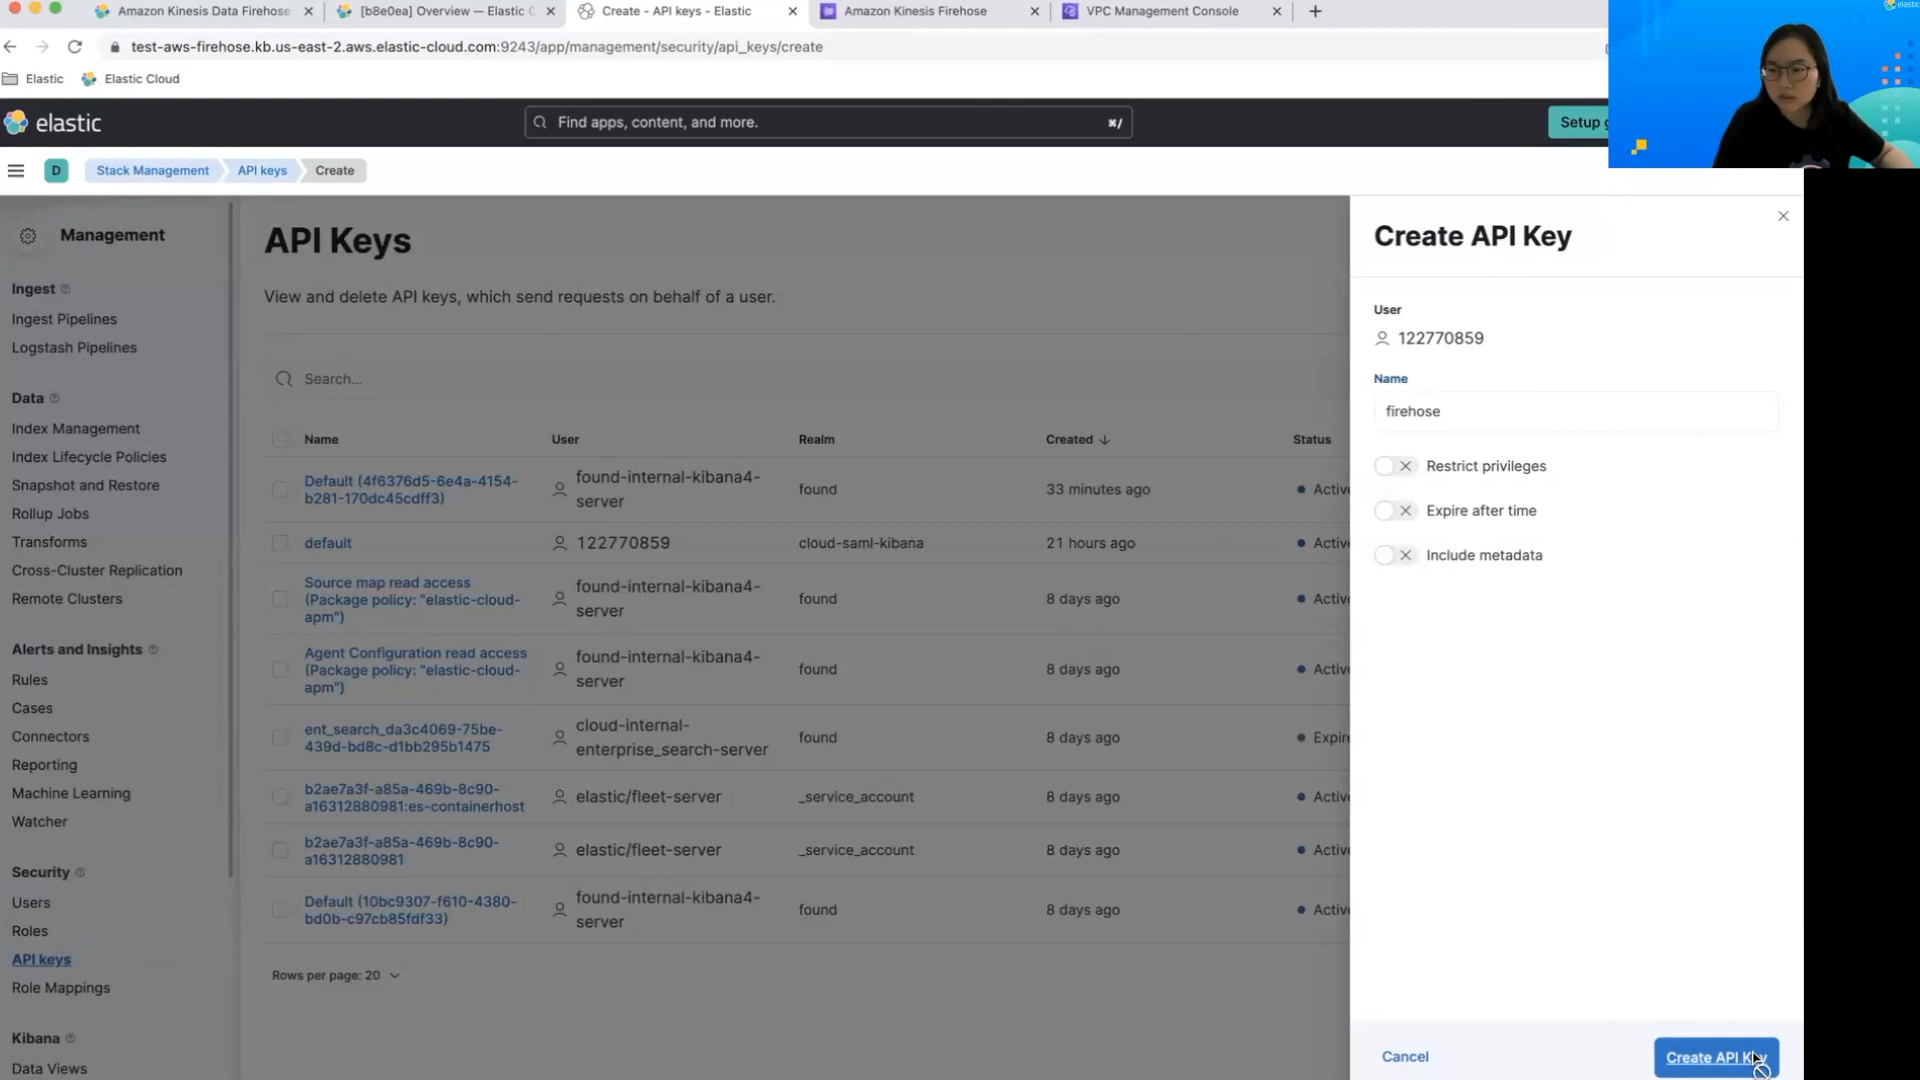 Amazon Kinesis Data Firehose
[b8e0ea] Overview — Elastic C
Create - API keys - Elastic
Amazon Kinesis Firehose
VPC Management Console
test-aws-firehose.kb.us-east-2.aws.elastic-cloud.com:9243/app/management/security/api_keys/create
Elastic
Elastic Cloud
elastic
elastic
Find apps, content, and more.
⌘/
Setup g
D
Stack Management
API keys
Create
Management
Ingest
Ingest Pipelines
Logstash Pipelines
Data
Index Management
Index Lifecycle Policies
Snapshot and Restore
Rollup Jobs
Transforms
Cross-Cluster Replication
Remote Clusters
Alerts and Insights
Rules
Cases
Connectors
Reporting
Machine Learning
Watcher
Security
Users
Roles
API keys
Role Mappings
Kibana
Data Views
API Keys
View and delete API keys, which send requests on behalf of a user.
Search...
Name User Realm Created Status
Default (4f6376d5-6e4a-4154-
b281-170dc45cdff3)
found-internal-kibana4-
server
found
33 minutes ago
Active
default
122770859
cloud-saml-kibana
21 hours ago
Active
Source map read access
(Package policy: "elastic-cloud-
apm")
found-internal-kibana4-
server
found
8 days ago
Active
Agent Configuration read access
(Package policy: "elastic-cloud-
apm")
found-internal-kibana4-
server
found
8 days ago
Active
ent_search_da3c4069-75be-
439d-bd8c-d1bb295b1475
cloud-internal-
enterprise_search-server
found
8 days ago
Expire
b2ae7a3f-a85a-469b-8c90-
a16312880981:es-containerhost
elastic/fleet-server
_service_account
8 days ago
Active
b2ae7a3f-a85a-469b-8c90-
a16312880981
elastic/fleet-server
_service_account
8 days ago
Active
Default (10bc9307-f610-4380-
bd0b-c97cb85fdf33)
found-internal-kibana4-
server
found
8 days ago
Active
Rows per page: 20
Create API Key
User
122770859
Name
firehose
Restrict privileges
Expire after time
Include metadata
Cancel
Create API Key